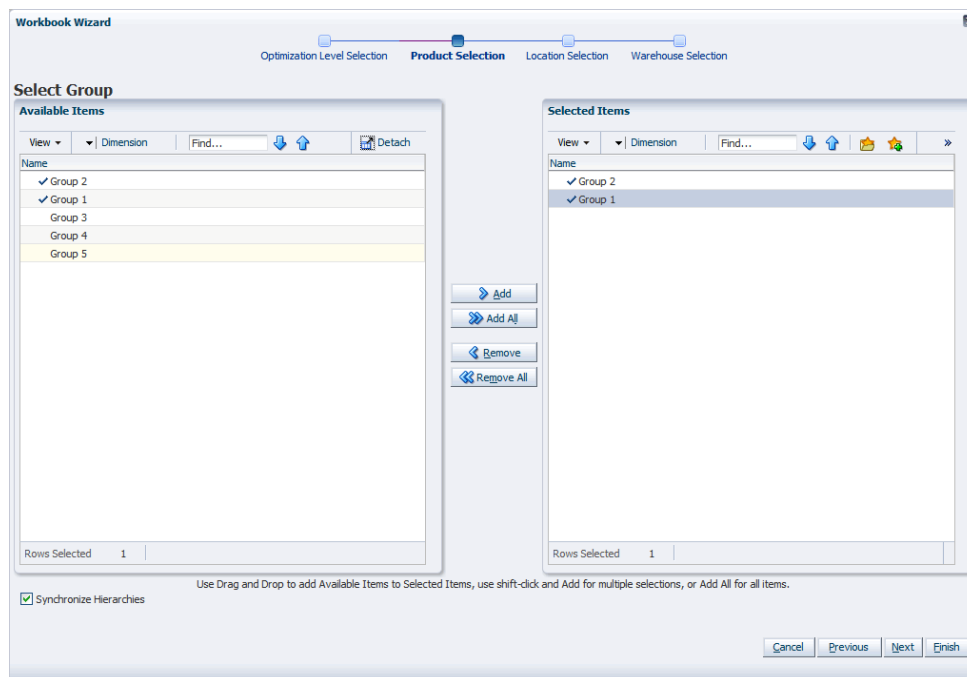 Workbook Wizard
Optimization Level Selection Product Selection Location Selection Warehouse Selection
Select Group
Available Items
View Dimension Find... Detach
Name
Group 2
Group 1
Group 3
Group 4
Group 5
Rows Selected 1
Add
Add All
Remove
Remove All
Selected Items
View Dimension Find... »
Name
Group 2
Group 1
Rows Selected 1
Use Drag and Drop to add Available Items to Selected Items, use shift-click and Add for multiple selections, or Add All for all items.
Synchronize Hierarchies
Cancel Previous Next Finish